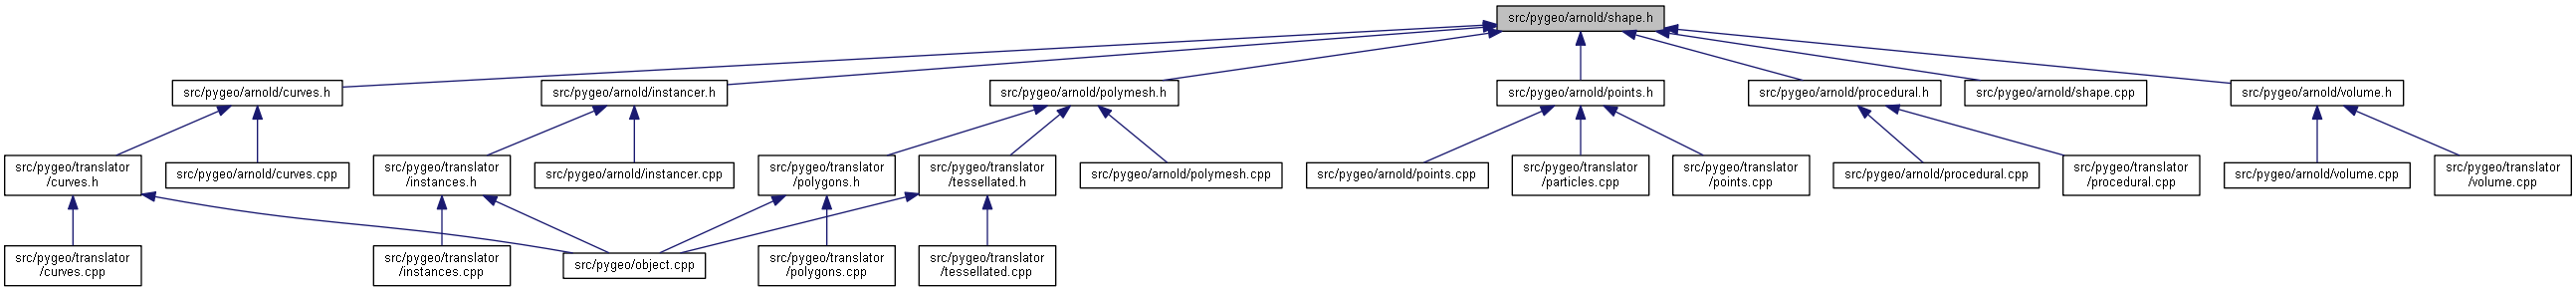 src/pygeo/arnold/shape.h
src/pygeo/arnold/curves.h
src/pygeo/arnold/instancer.h
src/pygeo/arnold/polymesh.h
src/pygeo/arnold/points.h
src/pygeo/arnold/procedural.h
src/pygeo/arnold/shape.cpp
src/pygeo/arnold/volume.h
src/pygeo/translator
/curves.h
src/pygeo/arnold/curves.cpp
src/pygeo/translator
/instances.h
src/pygeo/arnold/instancer.cpp
src/pygeo/translator
/polygons.h
src/pygeo/translator
/tessellated.h
src/pygeo/arnold/polymesh.cpp
src/pygeo/arnold/points.cpp
src/pygeo/translator
/particles.cpp
src/pygeo/translator
/points.cpp
src/pygeo/arnold/procedural.cpp
src/pygeo/translator
/procedural.cpp
src/pygeo/arnold/volume.cpp
src/pygeo/translator
/volume.cpp
src/pygeo/translator
/curves.cpp
src/pygeo/translator
/instances.cpp
src/pygeo/object.cpp
src/pygeo/translator
/polygons.cpp
src/pygeo/translator
/tessellated.cpp